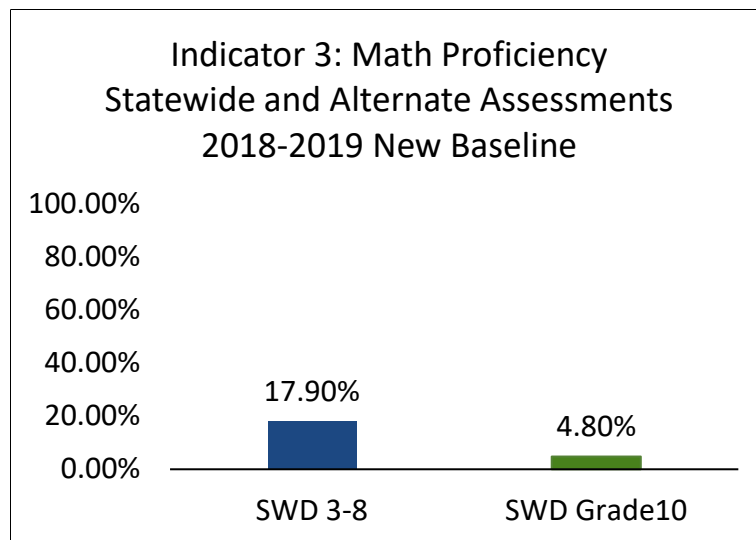 Indicator 3: Math Proficiency
Statewide and Alternate Assessments
2018-2019 New Baseline
100.00%
80.00%
60.00%
40.00%
20.00%
0.00%
17.90%
4.80%
SWD 3-8
SWD Grade10